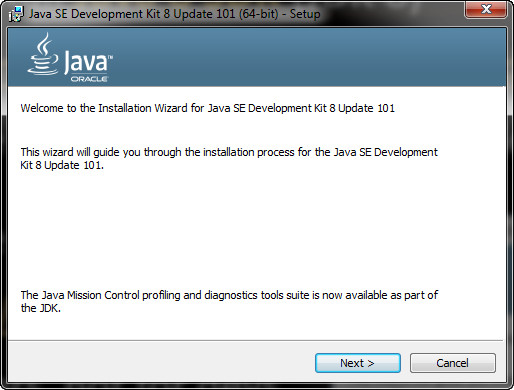 Java SE Development Kit 8 Update 101 (64-bit) - Setup
Java™
ORACLE
Welcome to the Installation Wizard for Java SE Development Kit 8 Update 101
This wizard will guide you through the installation process for the Java SE Development
Kit 8 Update 101.
The Java Mission Control profiling and diagnostics tools suite is now available as part of
the JDK.
Next >
Cancel